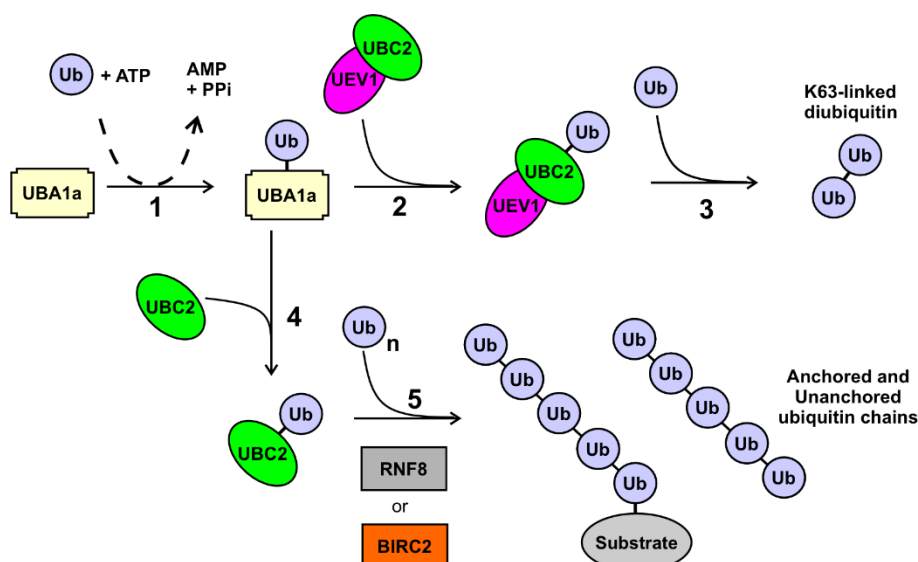 Ub
+ ATP
AMP
+ PPi
UBC2
UEV1
Ub
K63-linked
diubiquitin
Ub
Ub
Ub
Ub
UBA1a
1
UBA1a
2
UBC2
UEV1
3
UBC2
4
Ub
n
5
Ub
UBC2
RNF8
or
BIRC2
Ub
Ub
Ub
Ub
Ub
Substrate
Ub
Ub
Ub
Ub
Ub
Anchored and
Unanchored
ubiquitin chains